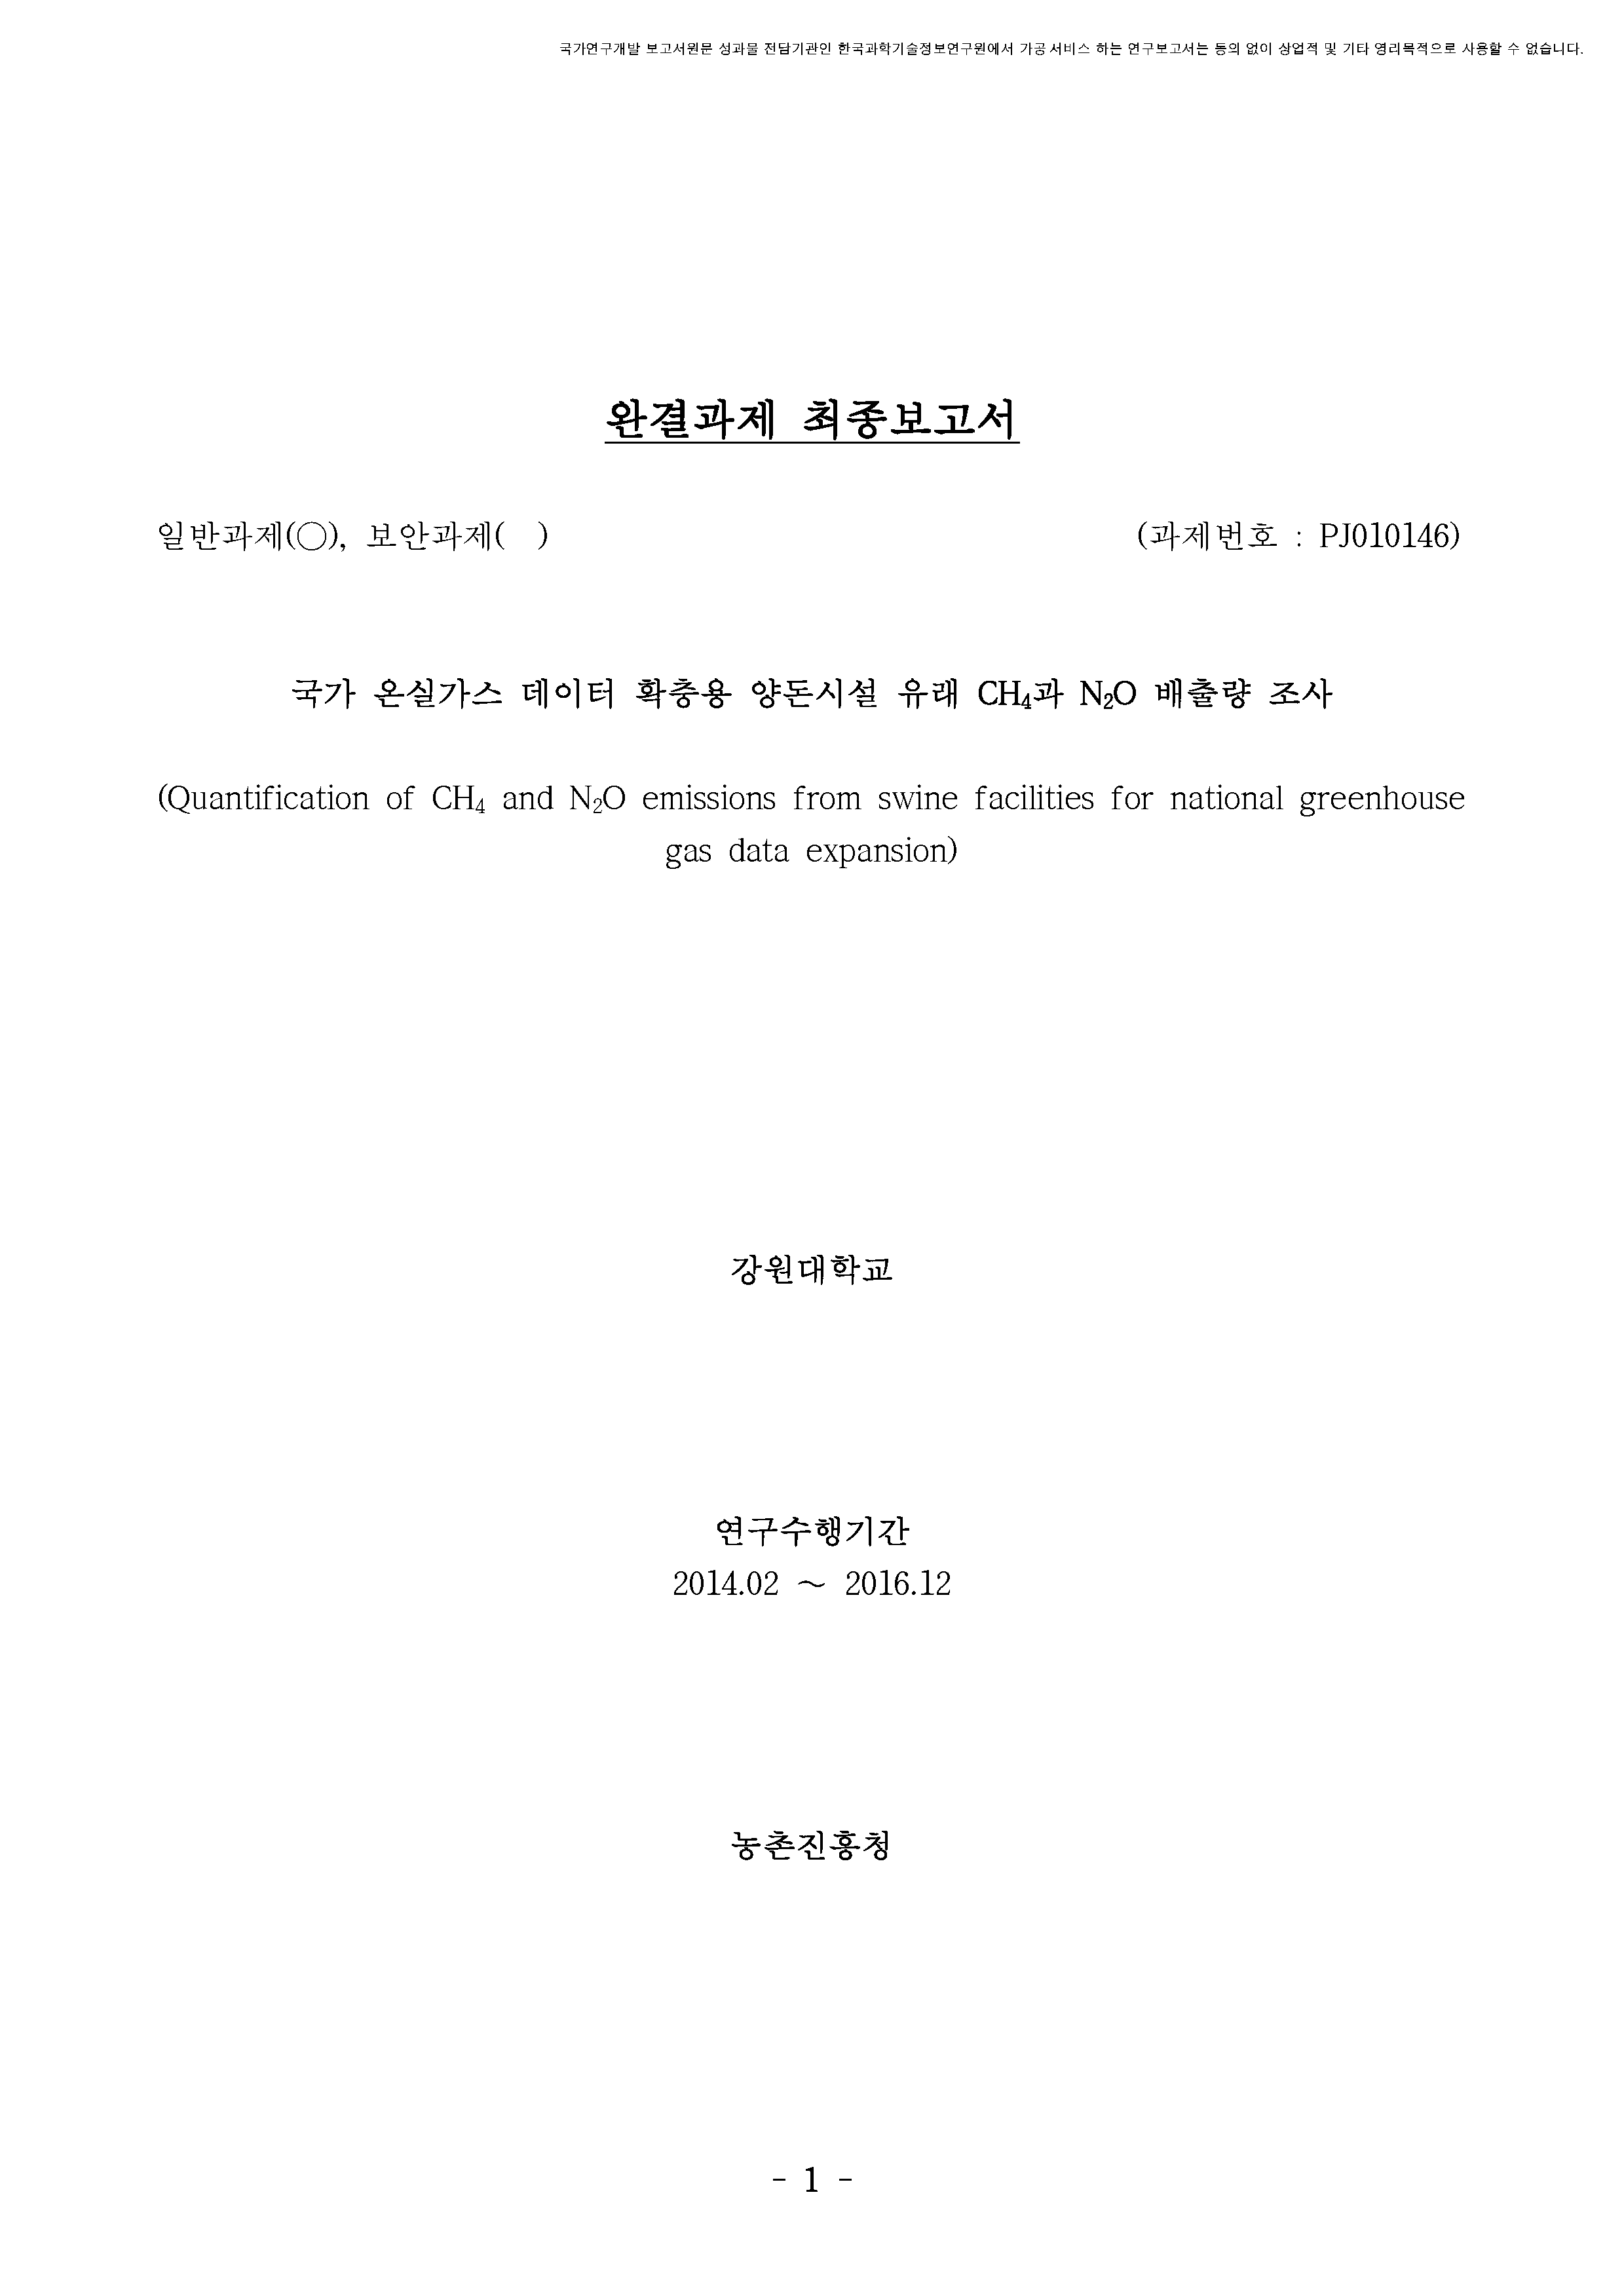 국가연구개발 보고서원문 성과물 전담기관인 한국과학기술정보연구원에서 가공·서비스 하는 연구보고서는 동의 없이 상업적 및 기타 영리목적으로 사용할 수 없습니다.
완결과제 최종보고서
일반과제(○), 보안과제( ) (과제번호 : PJ010146)
국가 온실가스 데이터 확충용 양돈시설 유래 CH₄과 N₂O 배출량 조사
(Quantification of CH₄ and N₂O emissions from swine facilities for national greenhouse
gas data expansion)
강원대학교
연구수행기간
2014.02 ～ 2016.12
농촌진흥청
- 1 -